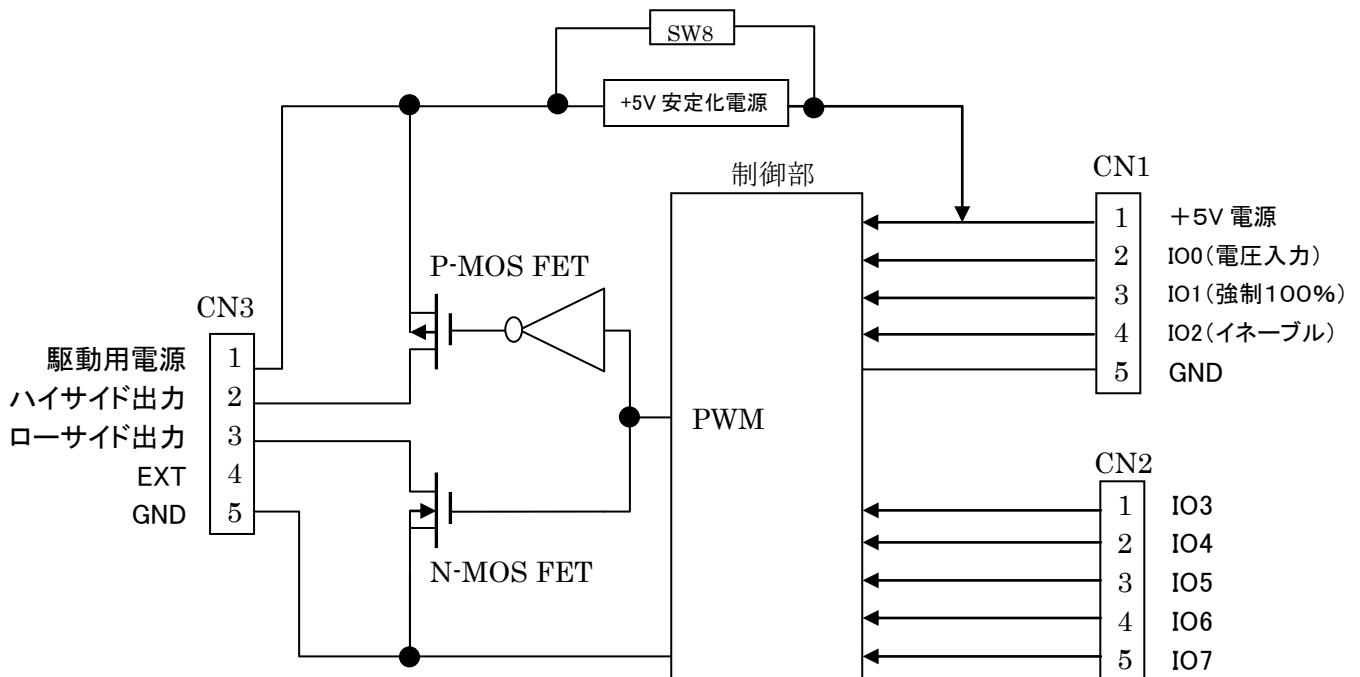 SW8
+5V 安定化電源
制御部
CN1
1 ＋5V 電源
2 IO0(電圧入力)
3 IO1(強制１００％)
4 IO2(イネーブル)
5 GND
P-MOS FET
CN3
駆動用電源 1
ハイサイド出力 2
ローサイド出力 3
EXT 4
GND 5
PWM
N-MOS FET
CN2
1 IO3
2 IO4
3 IO5
4 IO6
5 IO7